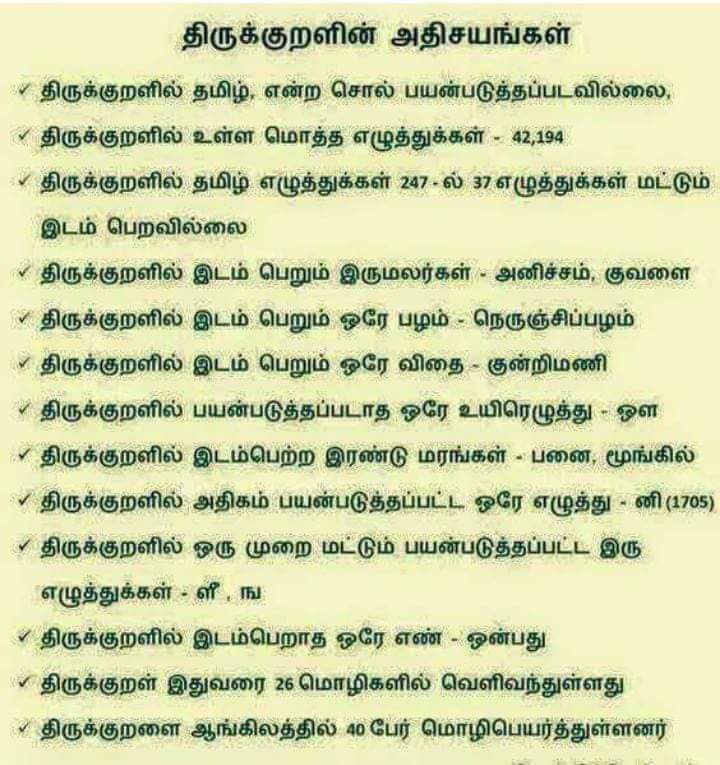 திருக்குறளின் அதிசயங்கள்
✓ திருக்குறளில் தமிழ், என்ற சொல் பயன்படுத்தப்படவில்லை,
✓ திருக்குறளில் உள்ள மொத்த எழுத்துக்கள் - 42,194
✓ திருக்குறளில் தமிழ் எழுத்துக்கள் 247 - ல் 37 எழுத்துக்கள் மட்டும்
இடம் பெறவில்லை
✓ திருக்குறளில் இடம் பெறும் இருமலர்கள் - அனிச்சம், குவளை
✓ திருக்குறளில் இடம் பெறும் ஒரே பழம் - நெருஞ்சிப்பழம்
✓ திருக்குறளில் இடம் பெறும் ஒரே விதை - குன்றிமணி
✓ திருக்குறளில் பயன்படுத்தப்படாத ஒரே உயிரெழுத்து - ஔ
✓ திருக்குறளில் இடம்பெற்ற இரண்டு மரங்கள் - பனை, மூங்கில்
✓ திருக்குறளில் அதிகம் பயன்படுத்தப்பட்ட ஒரே எழுத்து - னி (1705)
✓ திருக்குறளில் ஒரு முறை மட்டும் பயன்படுத்தப்பட்ட இரு
எழுத்துக்கள் - ளீ , ங
✓ திருக்குறளில் இடம்பெறாத ஒரே எண் - ஒன்பது
✓ திருக்குறள் இதுவரை 26 மொழிகளில் வெளிவந்துள்ளது
✓ திருக்குறளை ஆங்கிலத்தில் 40 பேர் மொழிபெயர்த்துள்ளனர்